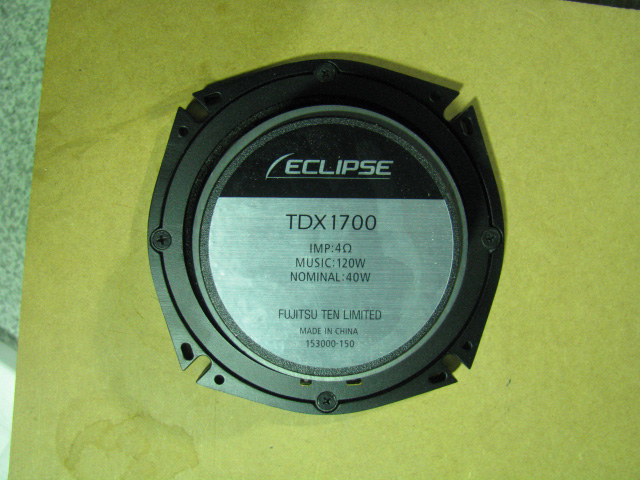 ECLIPSE
TDX1700
IMP:4Ω
MUSIC:120W
NOMINAL:40W
FUJITSU TEN LIMITED
MADE IN CHINA
153000-150